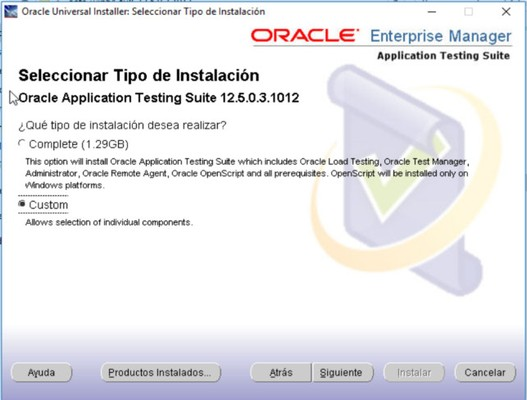 Oracle Universal Installer: Seleccionar Tipo de Instalación
ORACLE Enterprise Manager
Application Testing Suite
Seleccionar Tipo de Instalación
Oracle Application Testing Suite 12.5.0.3.1012
¿Qué tipo de instalación desea realizar?
Complete (1.29GB)
This option will install Oracle Application Testing Suite which includes Oracle Load Testing, Oracle Test Manager,
Administrator, Oracle Remote Agent, Oracle OpenScript and all prerequisites. OpenScript will be installed only on
Windows platforms.
Custom
Allows selection of individual components.
Ayuda Productos Instalados... Atrás Siguiente Instalar Cancelar